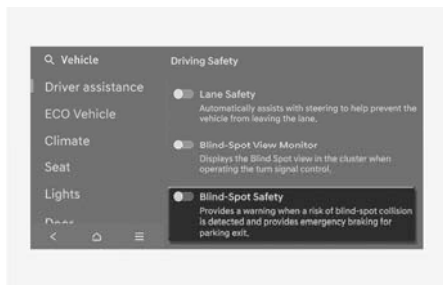 Vehicle
Driver assistance
ECO Vehicle
Climate
Seat
Lights
Door
Driving Safety
Lane Safety
Automatically assists with steering to help prevent the
vehicle from leaving the lane.
Blind-Spot View Monitor
Displays the Blind Spot view in the cluster when
operating the turn signal control.
Blind-Spot Safety
Provides a warning when a risk of blind-spot collision
is detected and provides emergency braking for
parking exit.